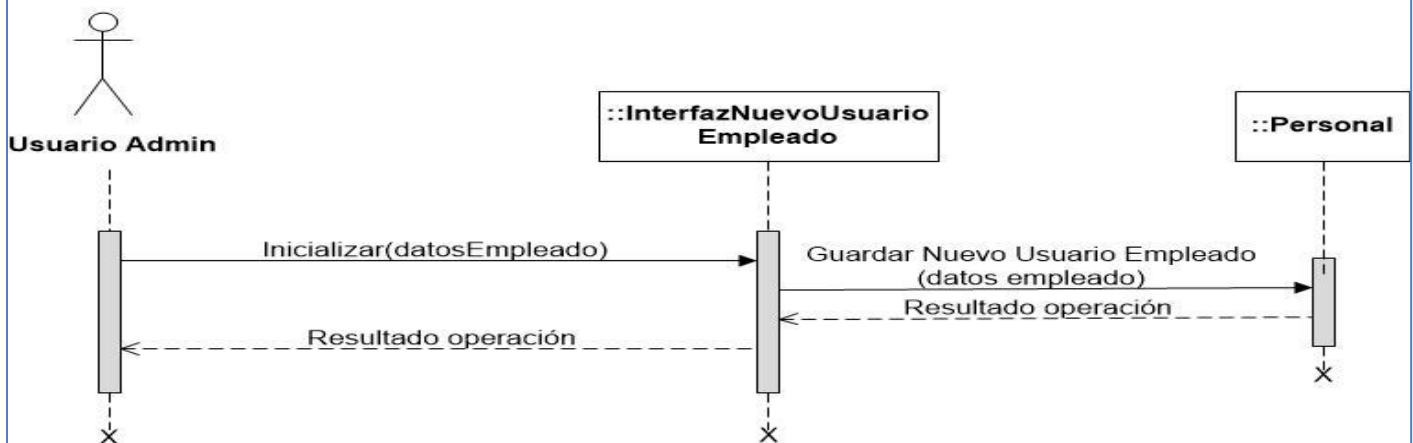 Usuario Admin
::InterfazNuevoUsuario
Empleado
::Personal
Inicializar(datosEmpleado)
Guardar Nuevo Usuario Empleado
(datos empleado)
Resultado operación
Resultado operación